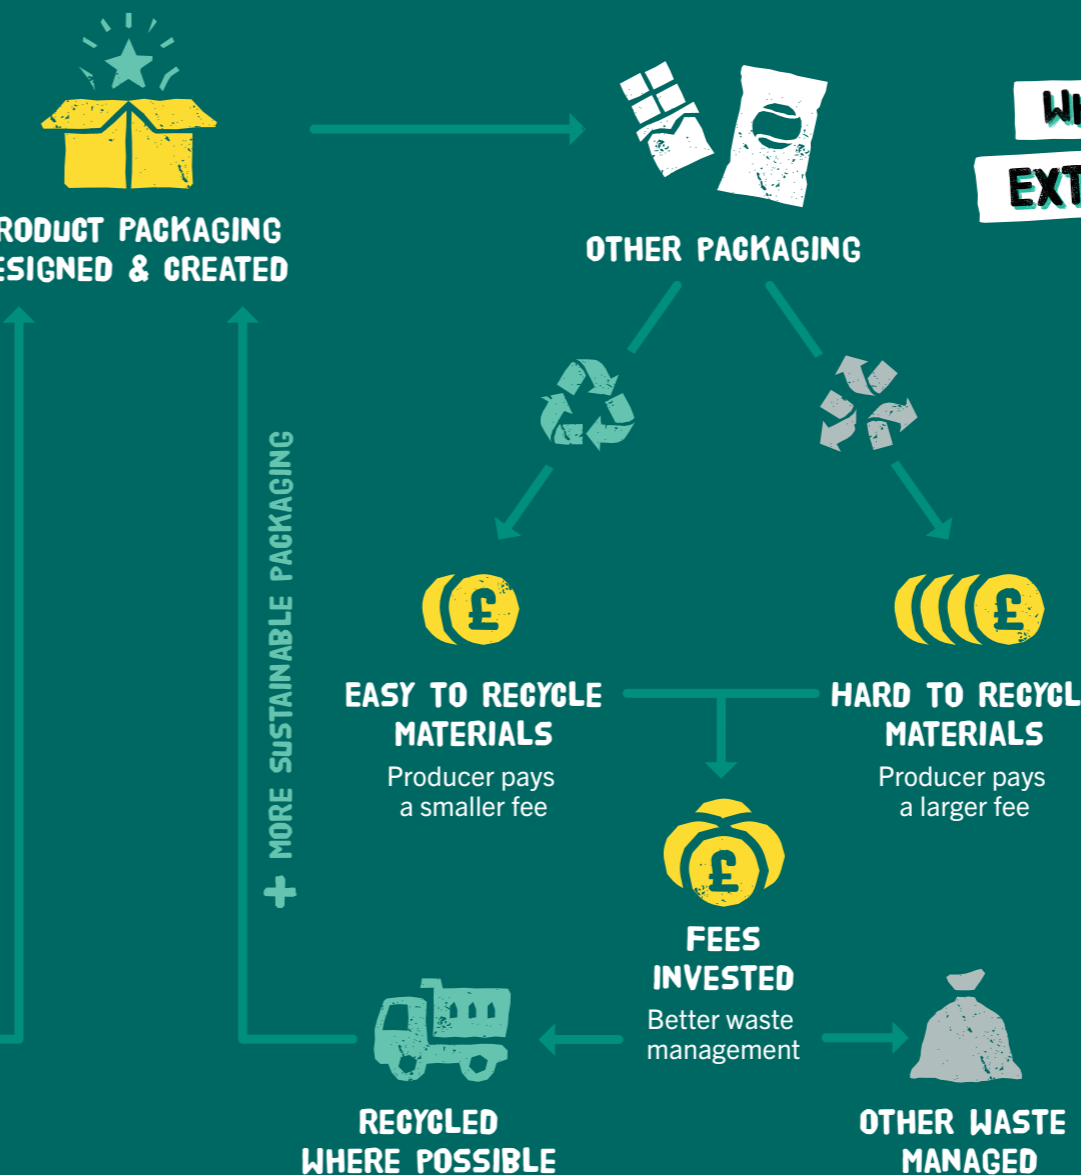 WH
EXT
RODUCT PACKAGING
ESIGNED & CREATED
OTHER PACKAGING
+ MORE SUSTAINABLE PACKAGING
£
£
EASY TO RECYCLE
MATERIALS
Producer pays
a smaller fee
HARD TO RECYCL
MATERIALS
Producer pays
a larger fee
£
FEES
INVESTED
Better waste
management
RECYCLED
WHERE POSSIBLE
OTHER WASTE
MANAGED